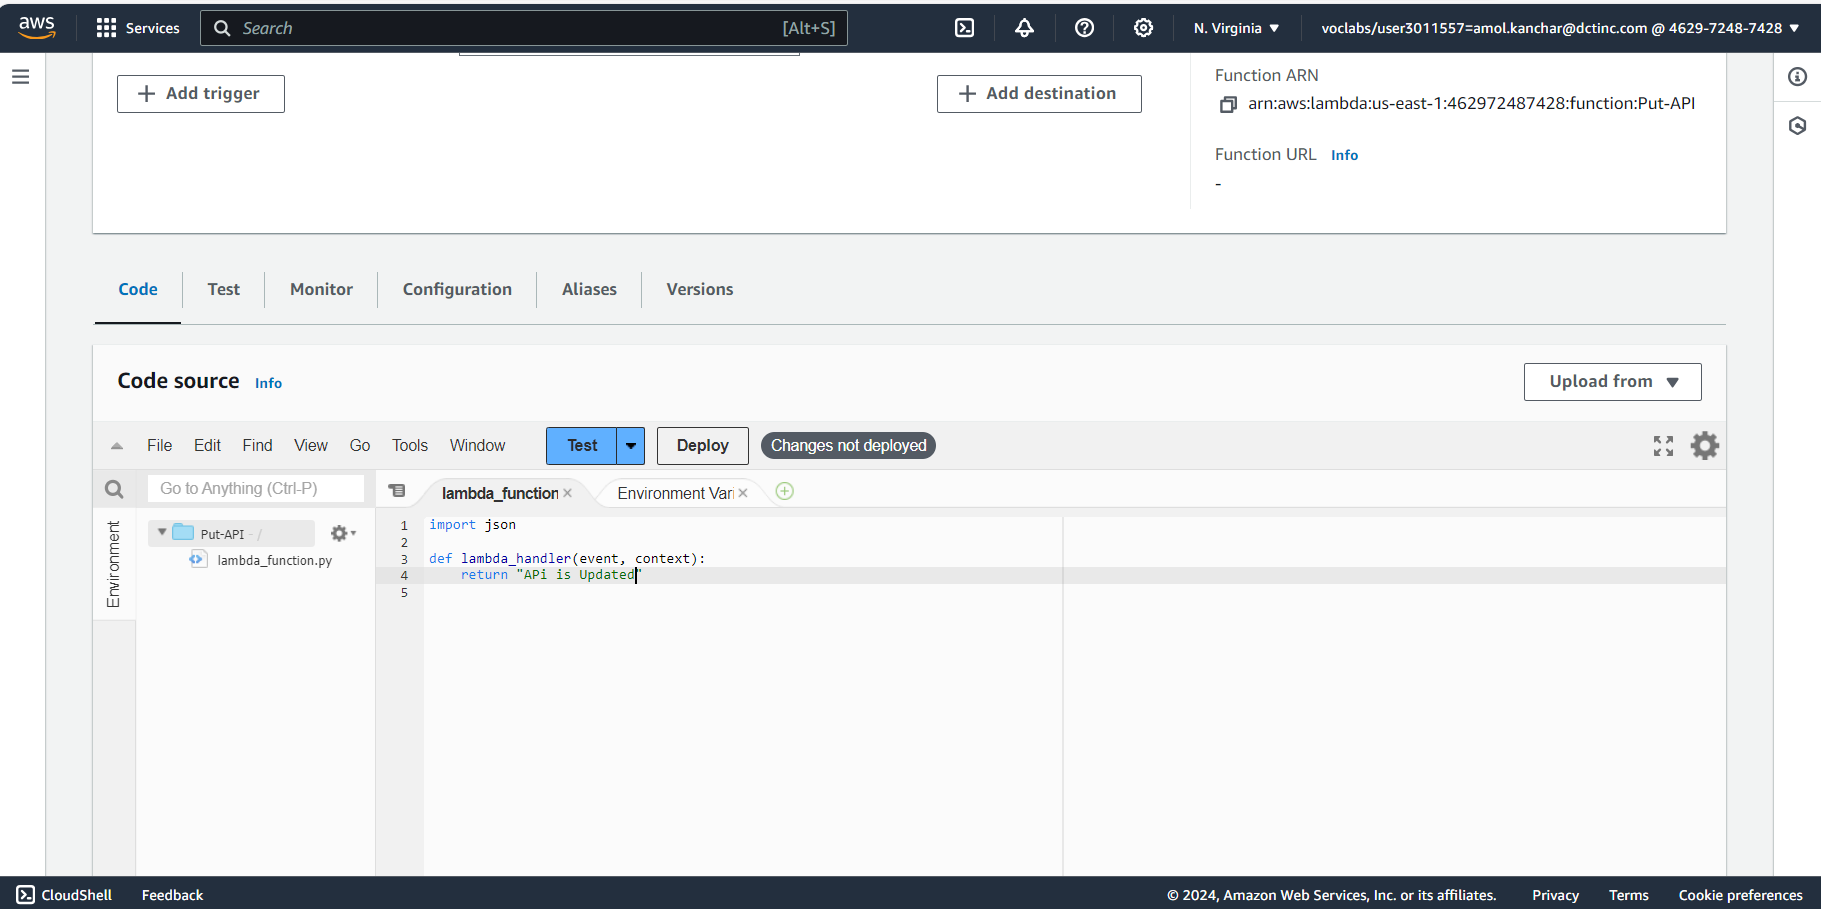 aws Services Search [Alt+S] N. Virginia ▼ voclabs/user3011557=amol.kanchar@dctinc.com @ 4629-7248-7428 ▼
Add trigger
Add destination
Function ARN
arn:aws:lambda:us-east-1:462972487428:function:Put-API
Function URL Info
-
Code Test Monitor Configuration Aliases Versions
Code source Info
Upload from ▼
File Edit Find View Go Tools Window Test Deploy Changes not deployed
Go to Anything (Ctrl-P)
lambda_function × Environment Vari ×
Environment
Put-API - /
lambda_function.py
1 import json
2
3 def lambda_handler(event, context):
4 return "APi is Updated"
5
CloudShell Feedback © 2024, Amazon Web Services, Inc. or its affiliates. Privacy Terms Cookie preferences